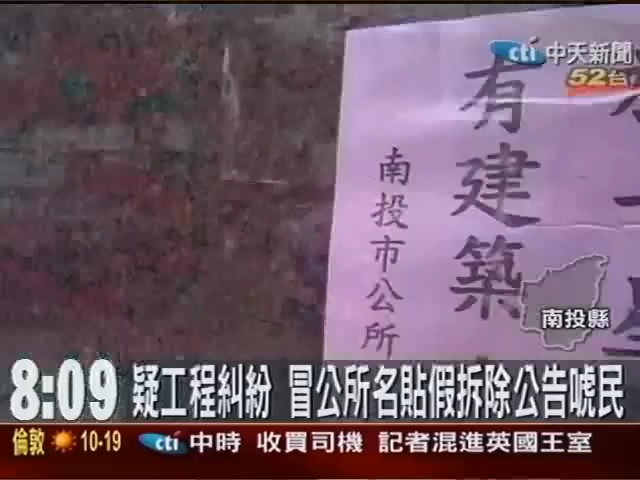 cti 中天新聞
52台
有建築
南投市公所
南投縣
8:09 疑工程糾紛 冒公所名貼假拆除公告唬民
倫敦 10-19 cti 中時 收買司機 記者混進英國王室